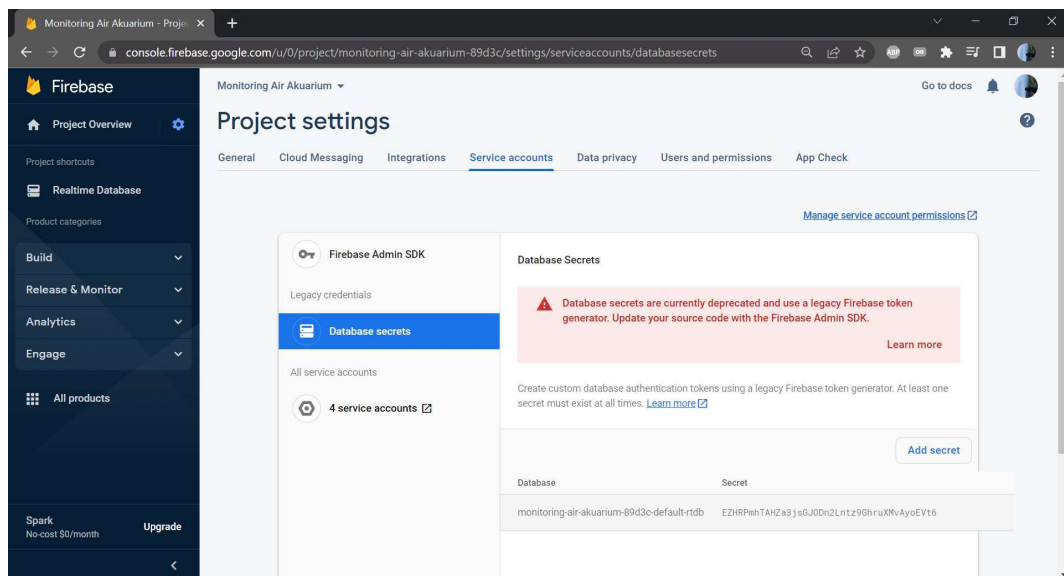 Monitoring Air Akuarium - Proje
console.firebase.google.com/u/0/project/monitoring-air-akuarium-89d3c/settings/serviceaccounts/databasesecrets
ABP
Firebase
Monitoring Air Akuarium
Go to docs
Project Overview
Project settings
Project shortcuts
General Cloud Messaging Integrations Service accounts Data privacy Users and permissions App Check
Realtime Database
Product categories
Manage service account permissions
Build
Release & Monitor
Analytics
Engage
All products
Firebase Admin SDK
Legacy credentials
Database secrets
All service accounts
4 service accounts
Database Secrets
Database secrets are currently deprecated and use a legacy Firebase token
generator. Update your source code with the Firebase Admin SDK.
Learn more
Create custom database authentication tokens using a legacy Firebase token generator. At least one
secret must exist at all times. Learn more
Add secret
Database Secret
monitoring-air-akuarium-89d3c-default-rtdb EZHRPmhTAHZa3jsGJODn2Lntz9GhruXMvAyoEVt6
Spark
No-cost $0/month
Upgrade